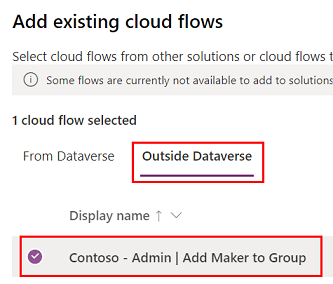 Add existing cloud flows
Select cloud flows from other solutions or cloud flows
Some flows are currently not available to add to solutions
1 cloud flow selected
From Dataverse Outside Dataverse
Display name ↑
Contoso - Admin | Add Maker to Group